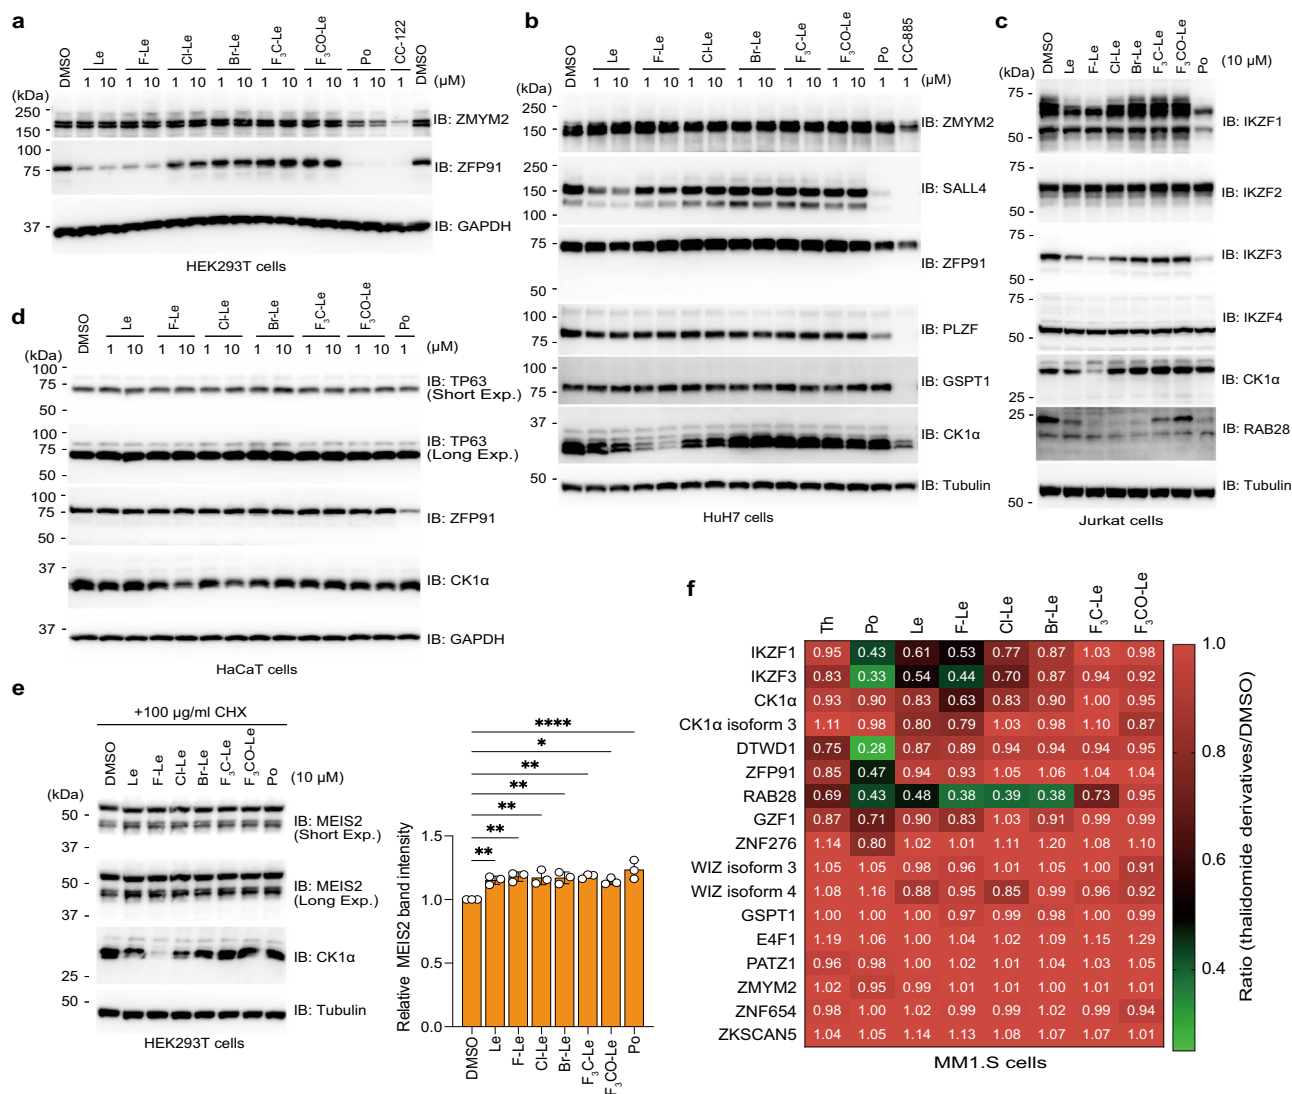 a
DMSO Le F-Le Cl-Le Br-Le F3C-Le F3CO-Le Po CC-122 DMSO
1 10 1 10 1 10 1 10 1 10 1 10 1 10 1 10 (μM)
(kDa)
250
150
IB: ZMYM2
100
75
IB: ZFP91
37
IB: GAPDH
HEK293T cells
b
DMSO Le F-Le Cl-Le Br-Le F3C-Le F3CO-Le Po CC-885
1 10 1 10 1 10 1 10 1 10 1 10 1 1 (μM)
(kDa)
250
150
IB: ZMYM2
250
150
100
IB: SALL4
75
50
IB: ZFP91
100
75
IB: PLZF
100
75
IB: GSPT1
37
IB: CK1α
50
IB: Tubulin
HuH7 cells
c
DMSO Le F-Le Cl-Le Br-Le F3C-Le F3CO-Le Po (10 μM)
(kDa)
75
50
IB: IKZF1
75
50
IB: IKZF2
75
50
IB: IKZF3
75
50
IB: IKZF4
37
25
IB: CK1α
25
IB: RAB28
50
IB: Tubulin
Jurkat cells
d
DMSO Le F-Le Cl-Le Br-Le F3C-Le F3CO-Le Po
1 10 1 10 1 10 1 10 1 10 1 10 1 (μM)
(kDa)
100
75
50
IB: TP63
(Short Exp.)
100
75
50
IB: TP63
(Long Exp.)
100
75
50
IB: ZFP91
37
IB: CK1α
37
IB: GAPDH
HaCaT cells
e
+100 μg/ml CHX
DMSO Le F-Le Cl-Le Br-Le F3C-Le F3CO-Le Po (10 μM)
(kDa)
50
37
IB: MEIS2
(Short Exp.)
50
37
IB: MEIS2
(Long Exp.)
25
IB: CK1α
50
IB: Tubulin
HEK293T cells
****
*
**
**
**
**
**
Relative MEIS2 band intensity
1.5
1.0
0.5
0.0
DMSO Le F-Le Cl-Le Br-Le F3C-Le F3CO-Le Po
f
Th Po Le F-Le Cl-Le Br-Le F3C-Le F3CO-Le
IKZF1 0.95 0.43 0.61 0.53 0.77 0.87 1.03 0.98
IKZF3 0.83 0.33 0.54 0.44 0.70 0.87 0.94 0.92
CK1α 0.93 0.90 0.83 0.63 0.83 0.90 1.00 0.95
CK1α isoform 3 1.11 0.98 0.80 0.79 1.03 0.98 1.10 0.87
DTWD1 0.75 0.28 0.87 0.89 0.94 0.94 0.94 0.95
ZFP91 0.85 0.47 0.94 0.93 1.05 1.06 1.04 1.04
RAB28 0.69 0.43 0.48 0.38 0.39 0.38 0.73 0.95
GZF1 0.87 0.71 0.90 0.83 1.03 0.91 0.99 0.99
ZNF276 1.14 0.80 1.02 1.01 1.11 1.20 1.08 1.10
WIZ isoform 3 1.05 1.05 0.98 0.96 1.01 1.05 1.00 0.91
WIZ isoform 4 1.08 1.16 0.88 0.95 0.85 0.99 0.96 0.92
GSPT1 1.00 1.00 1.00 0.97 0.99 0.98 1.00 0.99
E4F1 1.19 1.06 1.00 1.04 1.02 1.09 1.15 1.29
PATZ1 0.96 0.98 1.00 1.02 1.01 1.04 1.03 1.05
ZMYM2 1.02 0.95 0.99 1.01 1.01 1.00 1.01 1.01
ZNF654 0.98 1.00 1.02 0.99 0.99 1.02 0.99 0.94
ZKSCAN5 1.04 1.05 1.14 1.13 1.08 1.07 1.07 1.01
MM1.S cells
1.0
0.8
0.6
0.4
Ratio (thalidomide derivatives/DMSO)